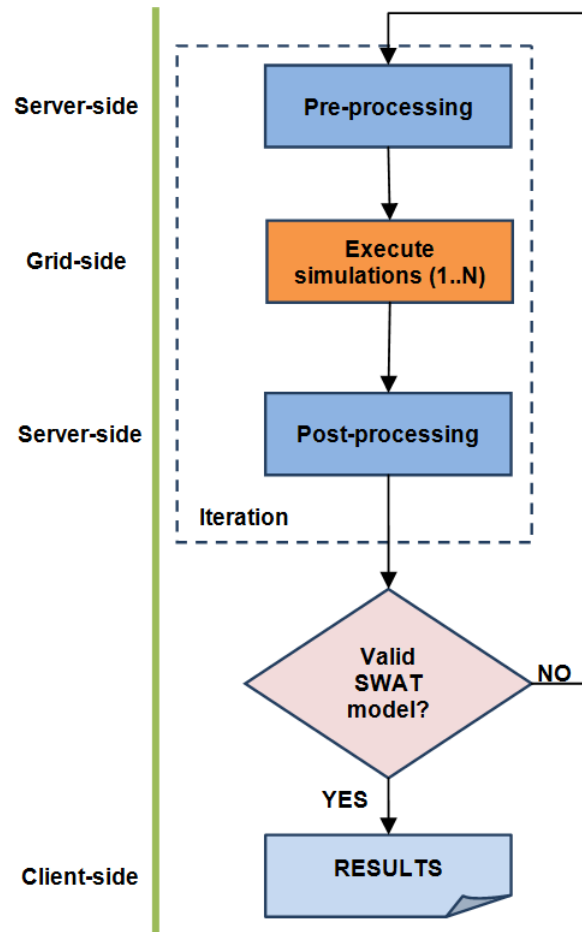 Server-side
Pre-processing
Grid-side
Execute
simulations (1..N)
Server-side
Post-processing
Iteration
Valid
SWAT
model?
NO
YES
Client-side
RESULTS